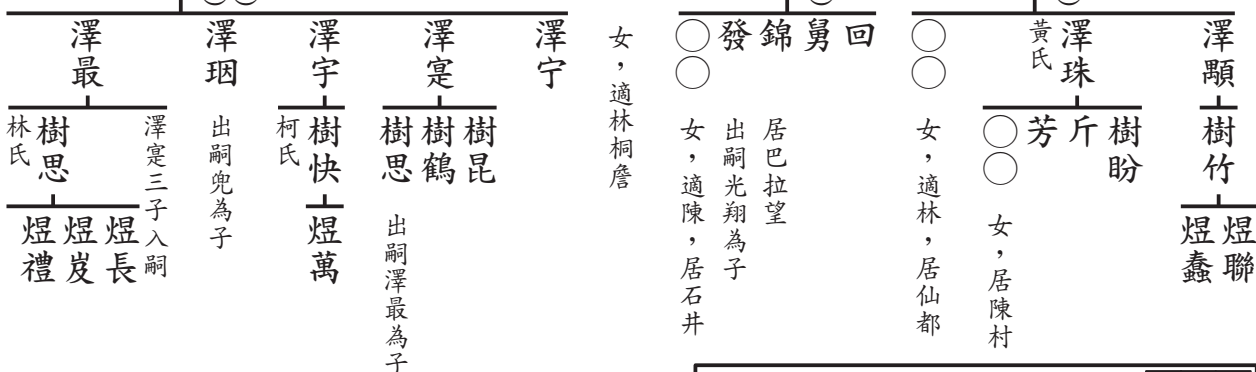 澤顒
樹竹
煜聯
煜蠢
澤珠
黃氏
樹盼
斤
芳
○○
女，居陳村
○○
女，適林，居仙都
回
舅
錦
發
居巴拉望
出嗣光翔為子
○○
女，適陳，居石井
女，適林桐詹
澤宁
澤寔
樹昆
樹鶴
樹思
出嗣澤最為子
澤宇
樹快
柯氏
煜萬
澤珚
出嗣兜為子
澤最
澤寔三子入嗣
樹思
林氏
煜長
煜岌
煜禮